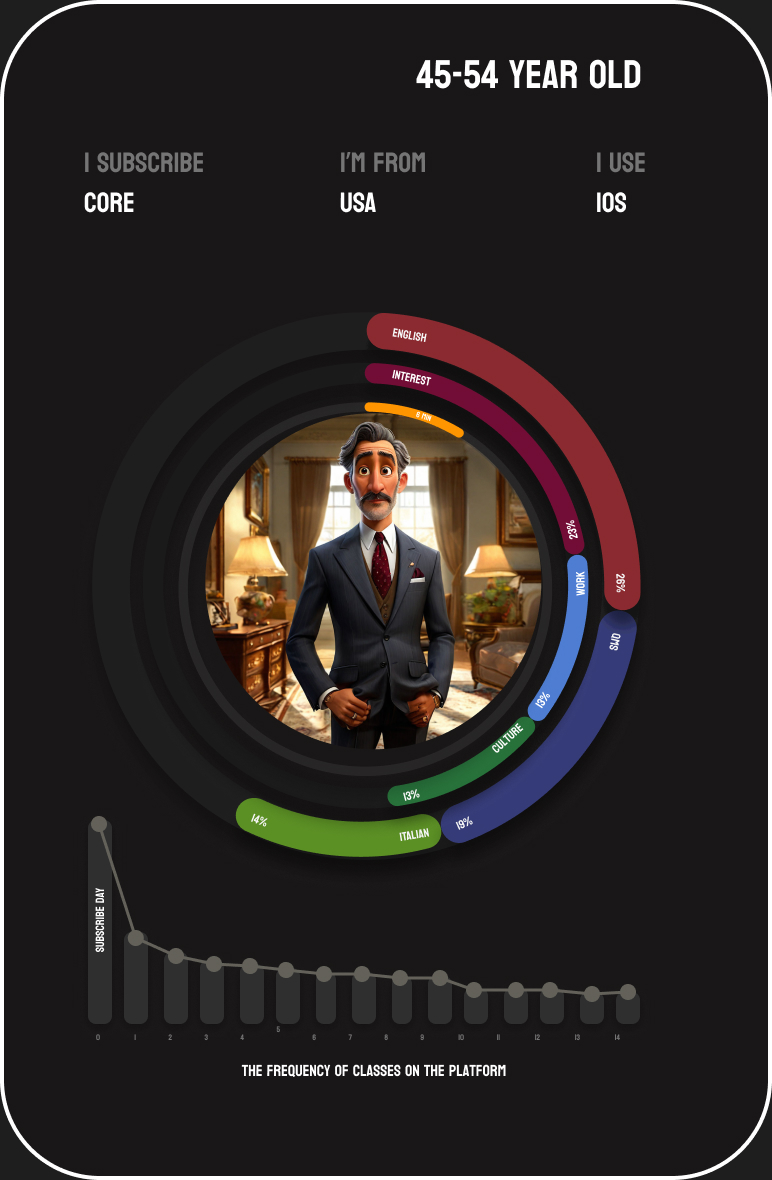 45-54 YEAR OLD
I SUBSCRIBE
I'M FROM
I USE
CORE
USA
IOS
ENGLISH
INTEREST
6 MIN
23%
WORK
26%
SWD
13%
CULTURE
13%
19%
14%
ITALIAN
SUBSCRIBE DAY
0 1 2 3 4 5 6 7 8 9 10 11 12 13 14
THE FREQUENCY OF CLASSES ON THE PLATFORM